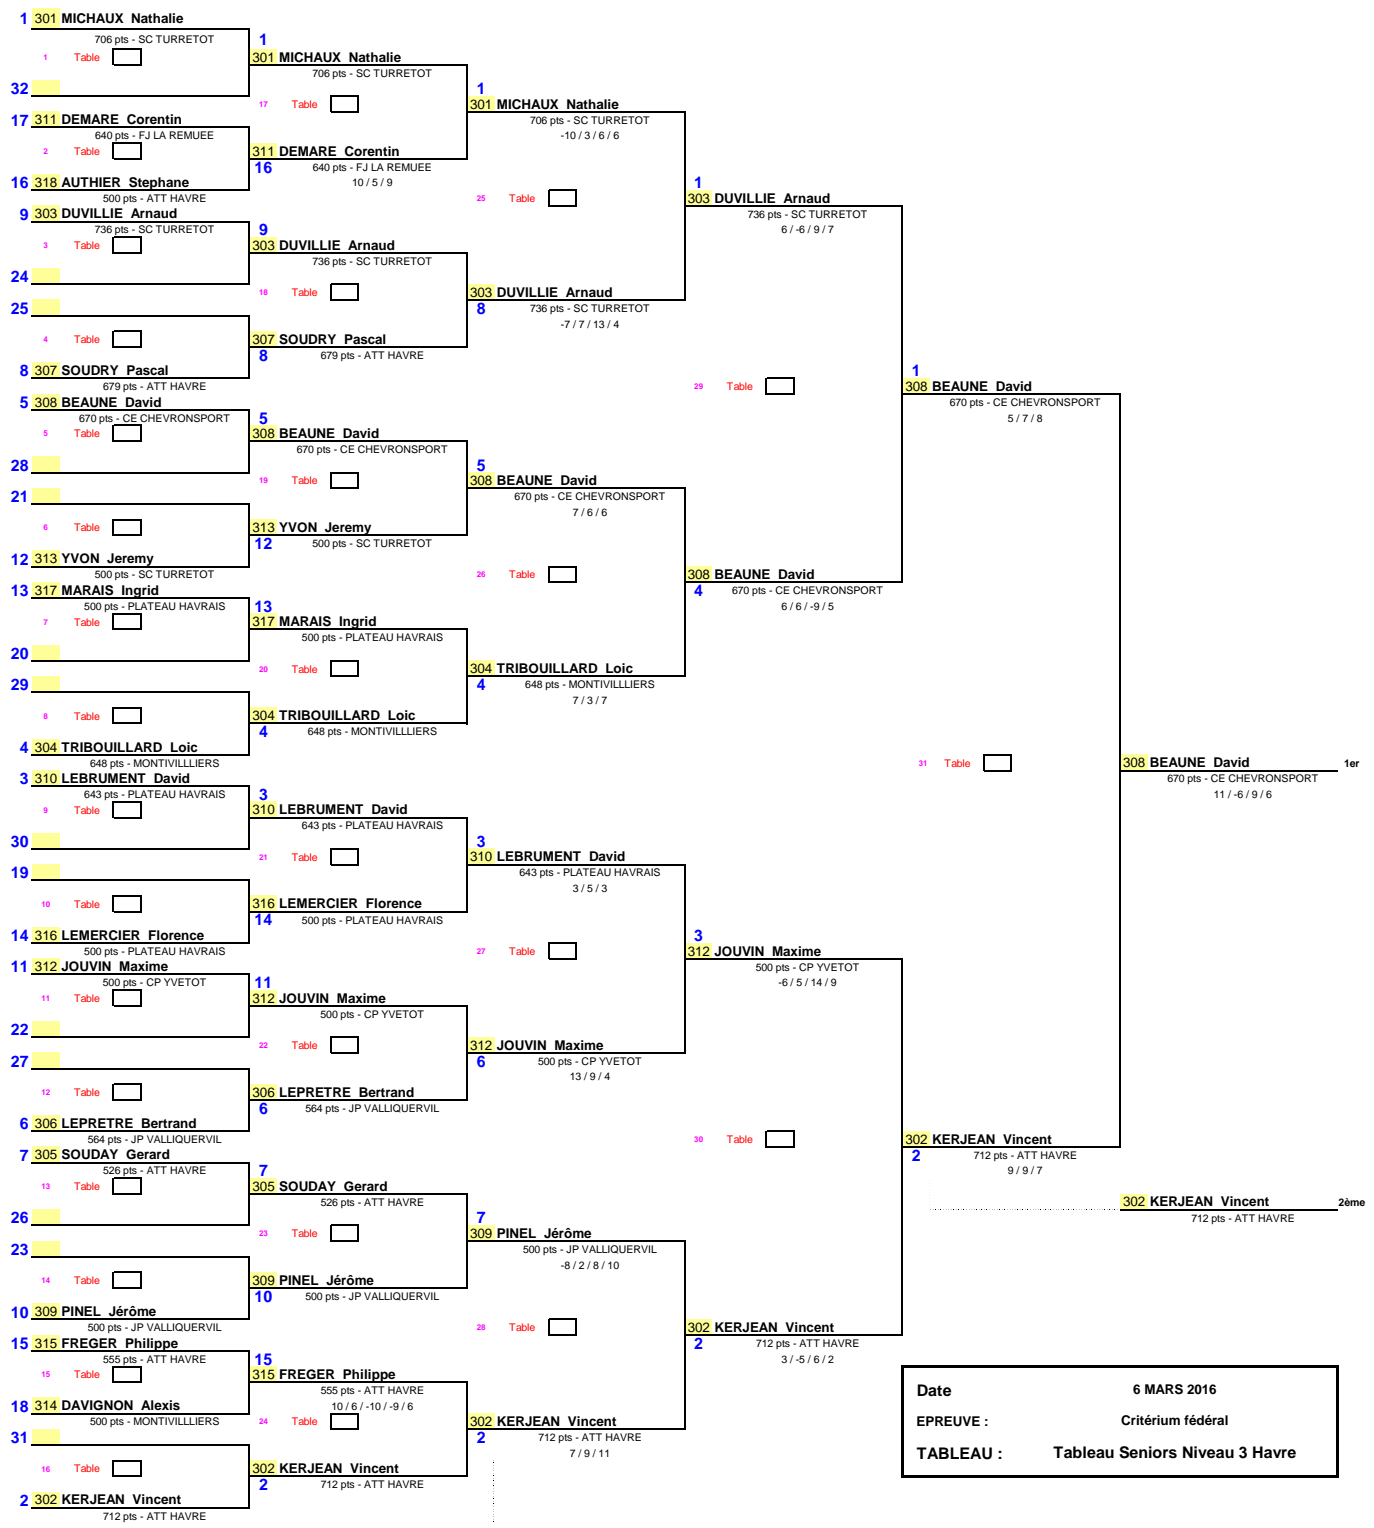 1 301 MICHAUX Nathalie
706 pts - SC TURRETOT
1 Table
32
17 311 DEMARE Corentin
640 pts - FJ LA REMUEE
2 Table
16 318 AUTHIER Stephane
500 pts - ATT HAVRE
9 303 DUVILLIE Arnaud
736 pts - SC TURRETOT
3 Table
24
25
4 Table
8 307 SOUDRY Pascal
679 pts - ATT HAVRE
5 308 BEAUNE David
670 pts - CE CHEVRONSPORT
5 Table
28
21
6 Table
12 313 YVON Jeremy
500 pts - SC TURRETOT
13 317 MARAIS Ingrid
500 pts - PLATEAU HAVRAIS
7 Table
20
29
8 Table
4 304 TRIBOUILLARD Loic
648 pts - MONTIVILLLIERS
3 310 LEBRUMENT David
643 pts - PLATEAU HAVRAIS
9 Table
30
19
10 Table
14 316 LEMERCIER Florence
500 pts - PLATEAU HAVRAIS
11 312 JOUVIN Maxime
500 pts - CP YVETOT
11 Table
22
27
12 Table
6 306 LEPRETRE Bertrand
564 pts - JP VALLIQUERVIL
7 305 SOUDAY Gerard
526 pts - ATT HAVRE
13 Table
26
23
14 Table
10 309 PINEL Jérôme
500 pts - JP VALLIQUERVIL
15 315 FREGER Philippe
555 pts - ATT HAVRE
15 Table
18 314 DAVIGNON Alexis
500 pts - MONTIVILLLIERS
31
16 Table
2 302 KERJEAN Vincent
712 pts - ATT HAVRE
1
301 MICHAUX Nathalie
706 pts - SC TURRETOT
17 Table
311 DEMARE Corentin
16 640 pts - FJ LA REMUEE
10 / 5 / 9
9
303 DUVILLIE Arnaud
736 pts - SC TURRETOT
18 Table
307 SOUDRY Pascal
8 679 pts - ATT HAVRE
5
308 BEAUNE David
670 pts - CE CHEVRONSPORT
19 Table
313 YVON Jeremy
12 500 pts - SC TURRETOT
13
317 MARAIS Ingrid
500 pts - PLATEAU HAVRAIS
20 Table
304 TRIBOUILLARD Loic
4 648 pts - MONTIVILLLIERS
3
310 LEBRUMENT David
643 pts - PLATEAU HAVRAIS
21 Table
316 LEMERCIER Florence
14 500 pts - PLATEAU HAVRAIS
11
312 JOUVIN Maxime
500 pts - CP YVETOT
22 Table
306 LEPRETRE Bertrand
6 564 pts - JP VALLIQUERVIL
7
305 SOUDAY Gerard
526 pts - ATT HAVRE
23 Table
309 PINEL Jérôme
10 500 pts - JP VALLIQUERVIL
15
315 FREGER Philippe
555 pts - ATT HAVRE
10 / 6 / -10 / -9 / 6
24 Table
302 KERJEAN Vincent
2 712 pts - ATT HAVRE
1
301 MICHAUX Nathalie
706 pts - SC TURRETOT
-10 / 3 / 6 / 6
25 Table
303 DUVILLIE Arnaud
8 736 pts - SC TURRETOT
-7 / 7 / 13 / 4
5
308 BEAUNE David
670 pts - CE CHEVRONSPORT
7 / 6 / 6
26 Table
304 TRIBOUILLARD Loic
4 648 pts - MONTIVILLLIERS
7 / 3 / 7
3
310 LEBRUMENT David
643 pts - PLATEAU HAVRAIS
3 / 5 / 3
27 Table
312 JOUVIN Maxime
6 500 pts - CP YVETOT
13 / 9 / 4
7
309 PINEL Jérôme
500 pts - JP VALLIQUERVIL
-8 / 2 / 8 / 10
28 Table
302 KERJEAN Vincent
2 712 pts - ATT HAVRE
7 / 9 / 11
1
303 DUVILLIE Arnaud
736 pts - SC TURRETOT
6 / -6 / 9 / 7
29 Table
308 BEAUNE David
4 670 pts - CE CHEVRONSPORT
6 / 6 / -9 / 5
3
312 JOUVIN Maxime
500 pts - CP YVETOT
-6 / 5 / 14 / 9
30 Table
302 KERJEAN Vincent
2 712 pts - ATT HAVRE
3 / -5 / 6 / 2
1
308 BEAUNE David
670 pts - CE CHEVRONSPORT
5 / 7 / 8
31 Table
302 KERJEAN Vincent
2 712 pts - ATT HAVRE
9 / 9 / 7
308 BEAUNE David 1er
670 pts - CE CHEVRONSPORT
11 / -6 / 9 / 6
302 KERJEAN Vincent 2ème
712 pts - ATT HAVRE
Date 6 MARS 2016
EPREUVE : Critérium fédéral
TABLEAU : Tableau Seniors Niveau 3 Havre